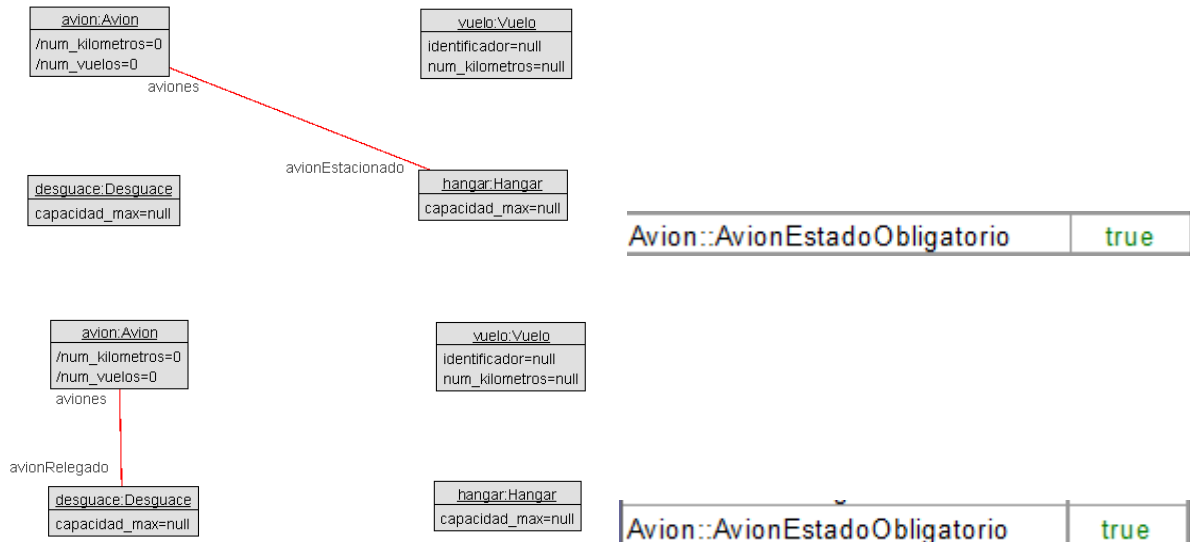 avion:Avion
/num_kilometros=0
/num_vuelos=0
aviones
vuelo:Vuelo
identificador=null
num_kilometros=null
avionEstacionado
desguace:Desguace
capacidad_max=null
hangar:Hangar
capacidad_max=null
Avion::AvionEstadoObligatorio true
avion:Avion
/num_kilometros=0
/num_vuelos=0
aviones
vuelo:Vuelo
identificador=null
num_kilometros=null
avionRelegado
desguace:Desguace
capacidad_max=null
hangar:Hangar
capacidad_max=null
Avion::AvionEstadoObligatorio true